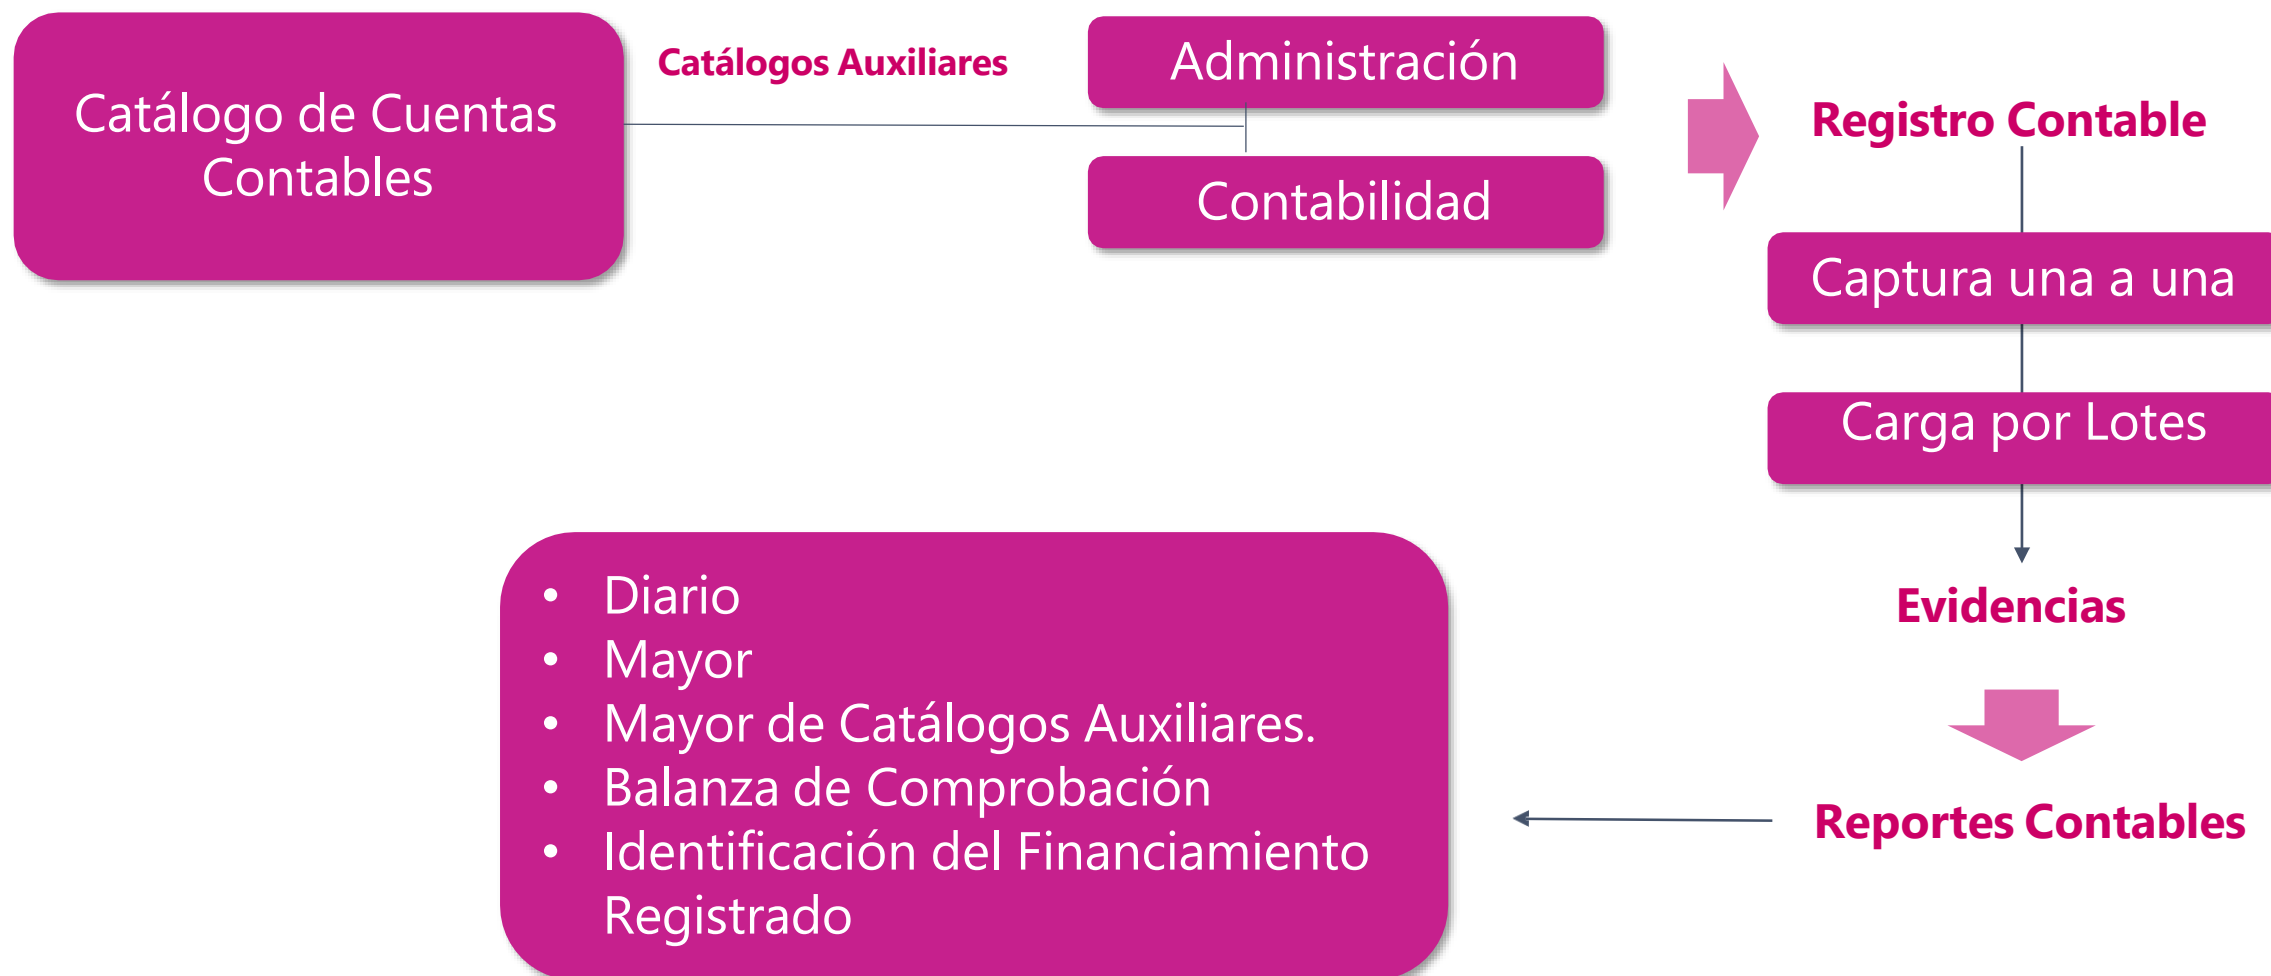 Catálogo de Cuentas
Contables
Catálogos Auxiliares
Administración
Contabilidad
Registro Contable
Captura una a una
Carga por Lotes
Evidencias
Reportes Contables
• Diario
• Mayor
• Mayor de Catálogos Auxiliares.
• Balanza de Comprobación
• Identificación del Financiamiento
Registrado